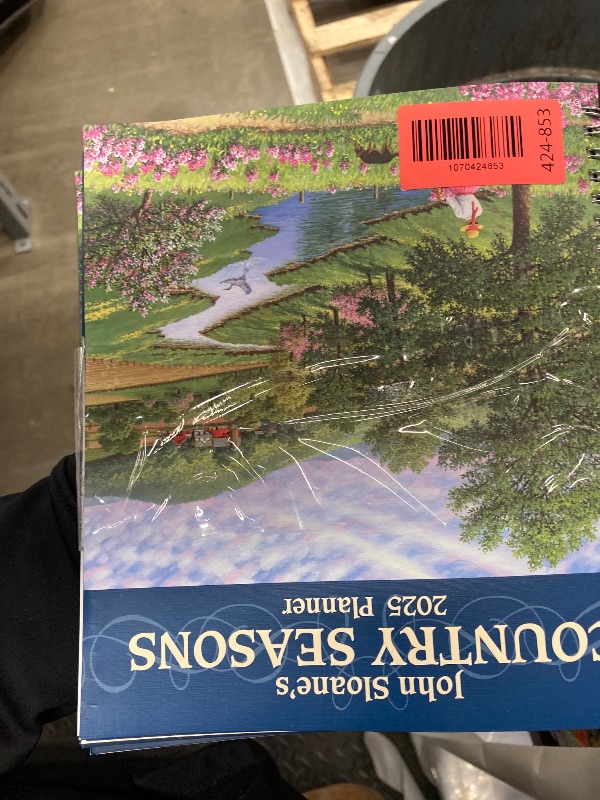 John Sloane's
COUNTRY SEASONS
2025 Planner
1070424853
424-853